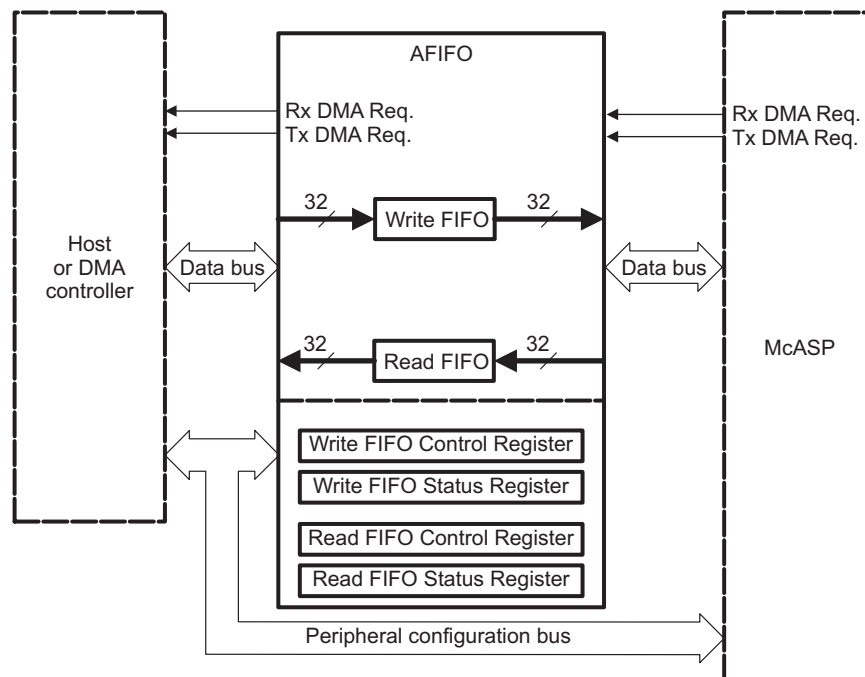 AFIFO
Rx DMA Req.
Tx DMA Req.
Rx DMA Req.
Tx DMA Req.
32
32
Write FIFO
Host
or DMA
controller
Data bus
Data bus
32
32
Read FIFO
McASP
Write FIFO Control Register
Write FIFO Status Register
Read FIFO Control Register
Read FIFO Status Register
Peripheral configuration bus